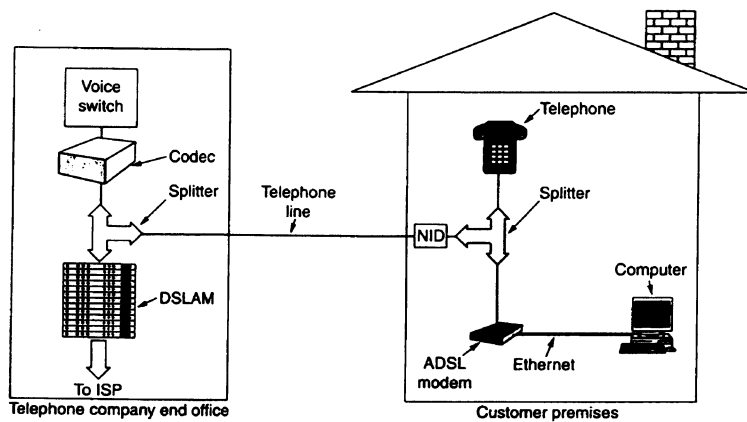 Voice
switch
Codec
Splitter
DSLAM
To ISP
Telephone company end office
Telephone
line
Telephone
Splitter
NID
Computer
ADSL
modem
Ethernet
Customer premises